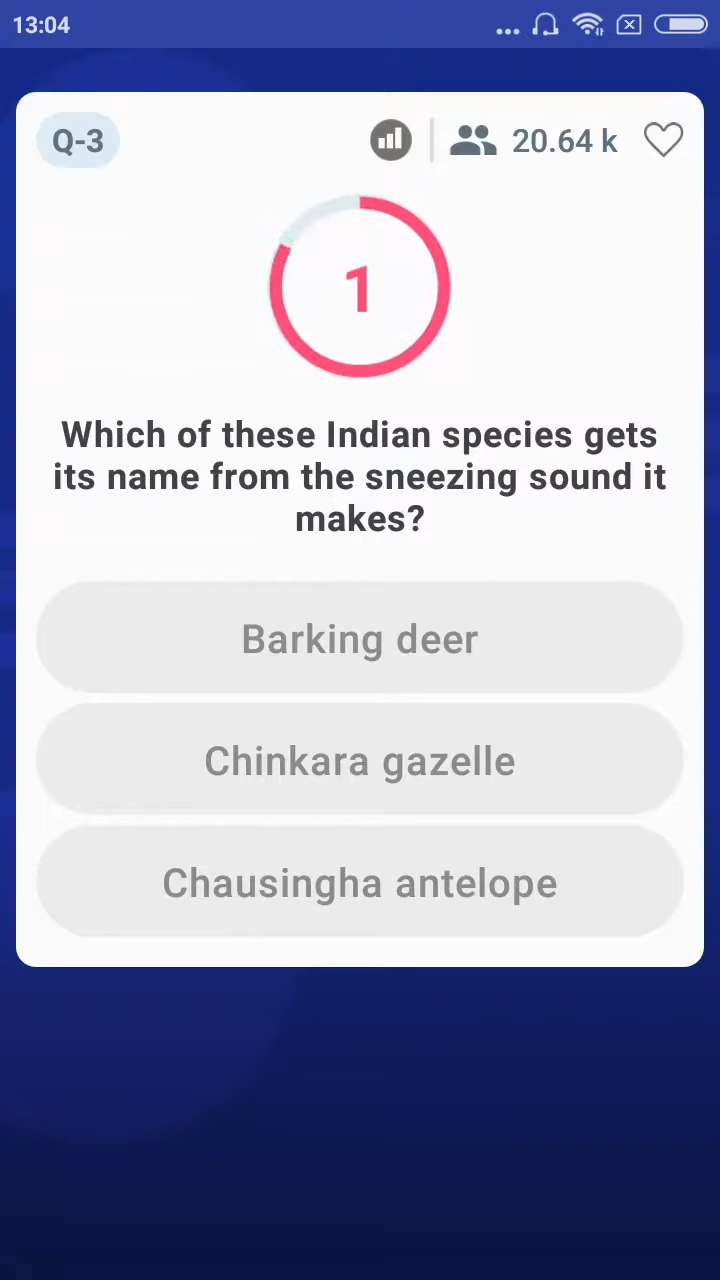 13:04
Q-3
20.64 k
1
Which of these Indian species gets
its name from the sneezing sound it
makes?
Barking deer
Chinkara gazelle
Chausingha antelope